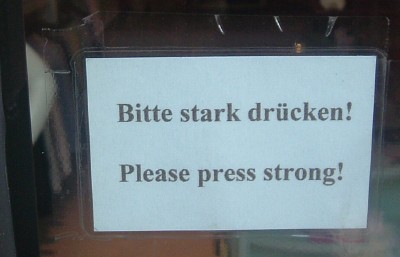 Bitte stark drücken!
Please press strong!